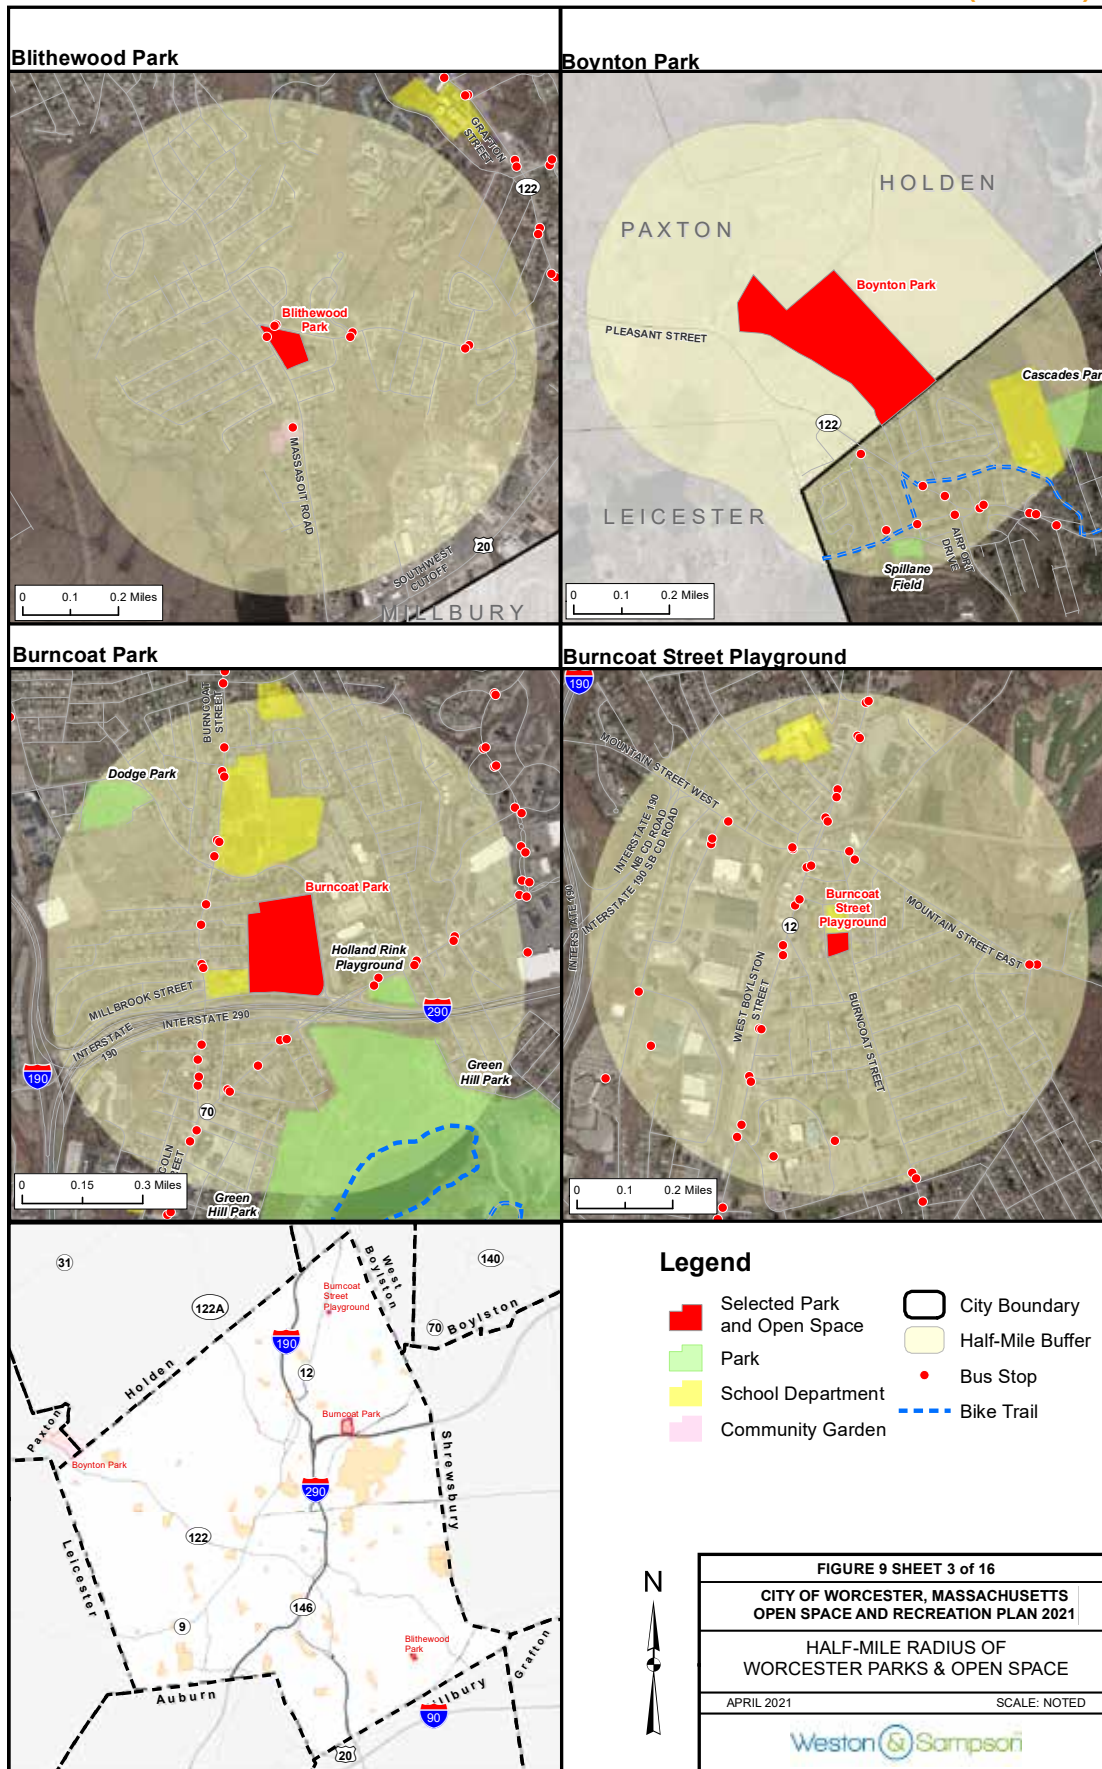 Blithewood Park
GRAFTON
STREET
122
Blithewood
Park
MASSASOIT ROAD
20
SOUTHWEST
CUTOFF
MILLBURY
0 0.1 0.2 Miles
Boynton Park
HOLDEN
PAXTON
Boynton Park
PLEASANT STREET
Cascades Par
122
LEICESTER
AIRPORT
DRIVE
Spillane
Field
0 0.1 0.2 Miles
Burncoat Park
BURNCOAT
STREET
Dodge Park
Burncoat Park
Holland Rink
Playground
MILLBROOK STREET
INTERSTATE 290
INTERSTATE
190
290
190
Green
Hill Park
70
COLN
REET
0 0.15 0.3 Miles
Green
Hill Park
Burncoat Street Playground
190
MOUNTAIN STREET WEST
INTERSTATE 190
NB CD ROAD
INTERSTATE 190 SB CD ROAD
INTERSTATE 190
Burncoat
Street
Playground
12
MOUNTAIN STREET EAST
WEST BOYLSTON
STREET
BURNCOAT STREET
0 0.1 0.2 Miles
31
122A
140
West
Boylston
Burncoat
Street
Playground
70
Boylston
190
Holden
12
Paxton
Burncoat Park
Boynton Park
Shrewsbury
290
122
Leicester
146
9
Blithewood
Park
Grafton
Auburn
llbury
90
20
Legend
Selected Park
and Open Space
Park
School Department
Community Garden
City Boundary
Half-Mile Buffer
Bus Stop
Bike Trail
N
FIGURE 9 SHEET 3 of 16
CITY OF WORCESTER, MASSACHUSETTS
OPEN SPACE AND RECREATION PLAN 2021
HALF-MILE RADIUS OF
WORCESTER PARKS & OPEN SPACE
APRIL 2021 SCALE: NOTED
Weston & Sampson